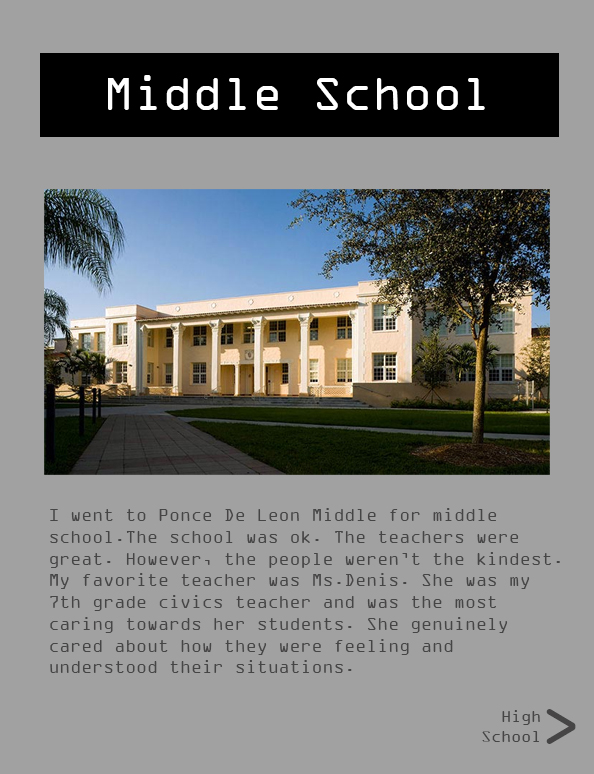 Middle School
I went to Ponce De Leon Middle for middle
school.The school was ok. The teachers were
great. However, the people weren't the kindest.
My favorite teacher was Ms.Denis. She was my
7th grade civics teacher and was the most
caring towards her students. She genuinely
cared about how they were feeling and
understood their situations.
High
School